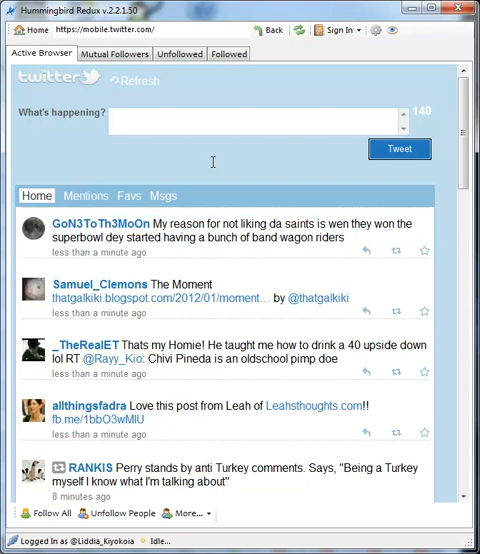 Hummingbird Redux v.2.2.1.50
Home https://mobile.twitter.com/ Back Sign In
Active Browser Mutual Followers Unfollowed Followed
twitter Refresh
What's happening? 140
Tweet
Home Mentions Favs Msgs
GoN3ToTh3MoOn My reason for not liking da saints is wen they won the
superbowl dey started having a bunch of band wagon riders
less than a minute ago
Samuel_Clemons The Moment
thatgalkiki.blogspot.com/2012/01/moment... by @thatgalkiki
less than a minute ago
_TheRealET Thats my Homie! He taught me how to drink a 40 upside down
lol RT @Rayy_Kio: Chivi Pineda is an oldschool pimp doe
less than a minute ago
allthingsfadra Love this post from Leah of Leahsthoughts.com!!
fb.me/1bbO3wMlU
less than a minute ago
RANKIS Perry stands by anti Turkey comments. Says, "Being a Turkey
myself I know what I'm talking about"
8 minutes ago
Follow All Unfollow People More...
Logged In as @Liddia_Kiyokoia Idle...